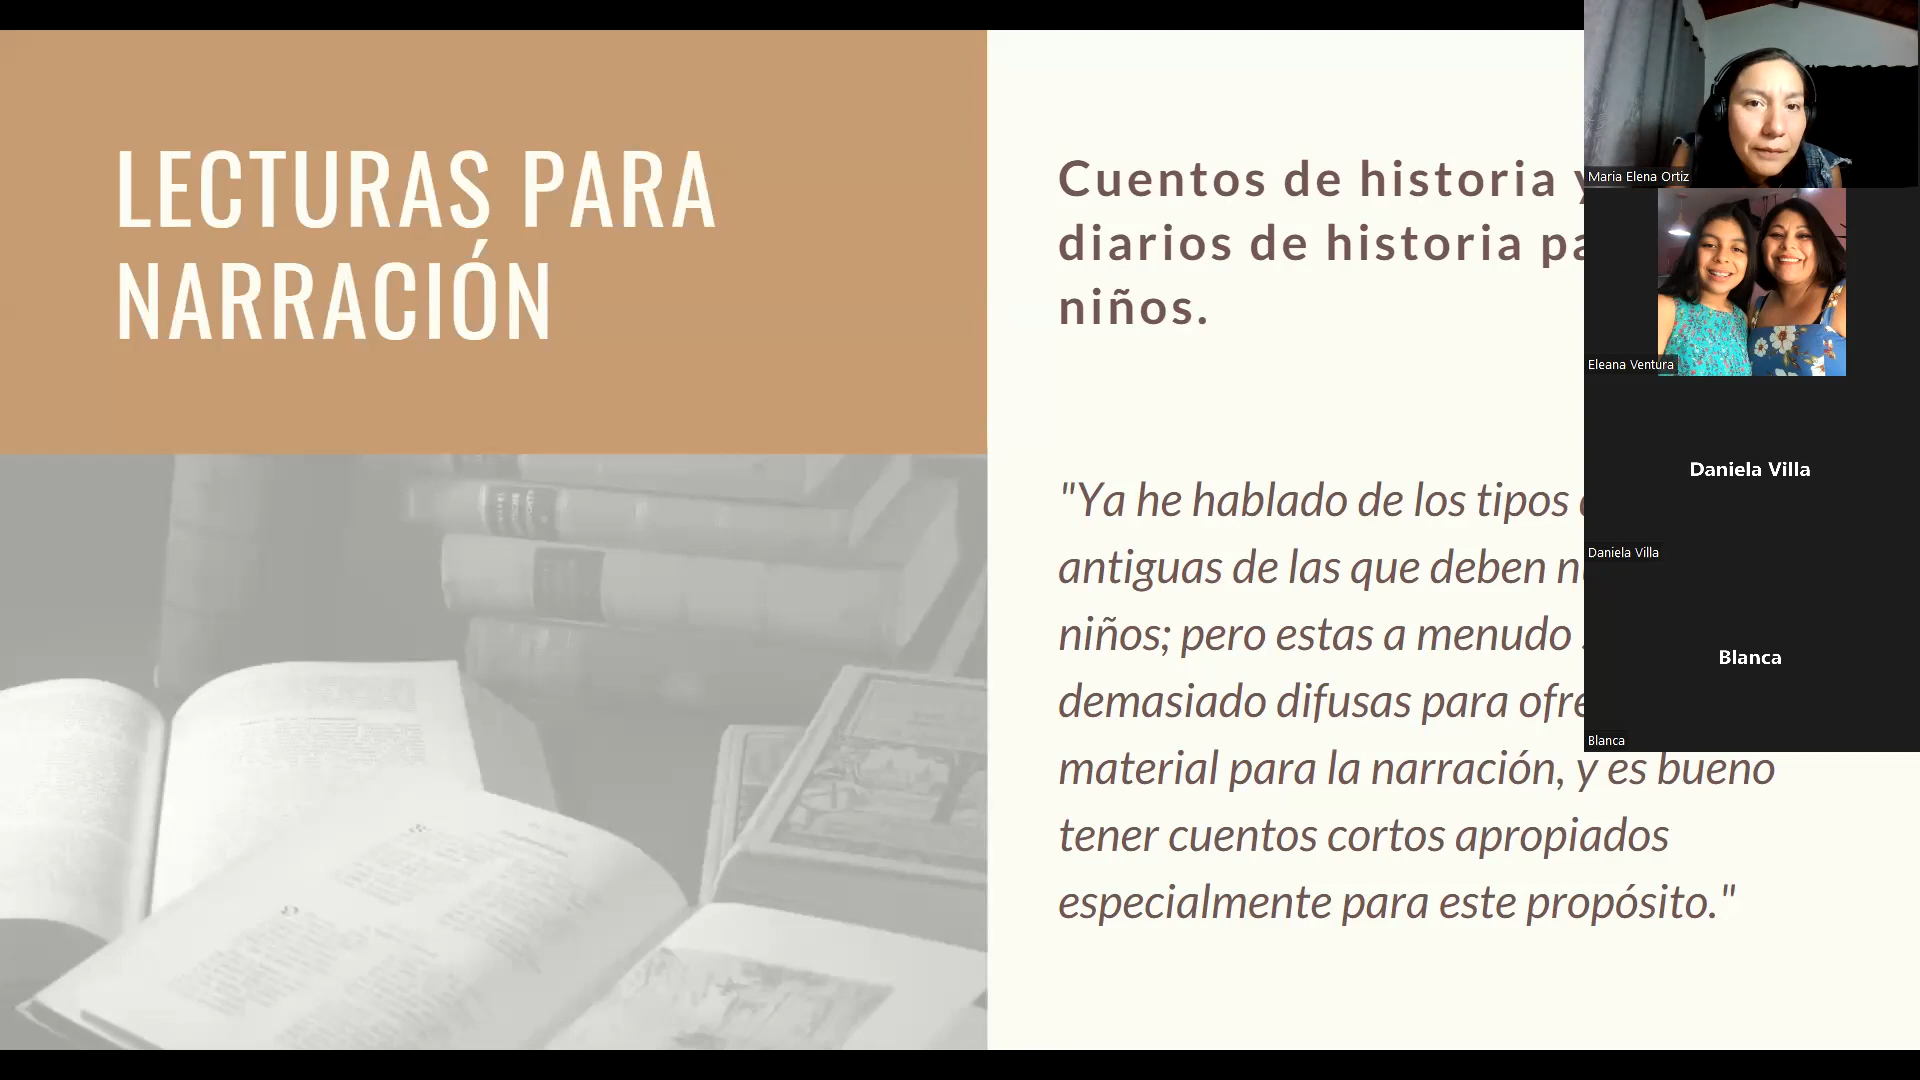 LECTURAS PARA
NARRACIÓN
Cuentos de historia y
diarios de historia pa
niños.
"Ya he hablado de los tipos
antiguas de las que deben
niños; pero estas a menudo
demasiado difusas para ofre
material para la narración, y es bueno
tener cuentos cortos apropiados
especialmente para este propósito."
Maria Elena Ortiz
Eleana Ventura
Daniela Villa
Daniela Villa
Blanca
Blanca